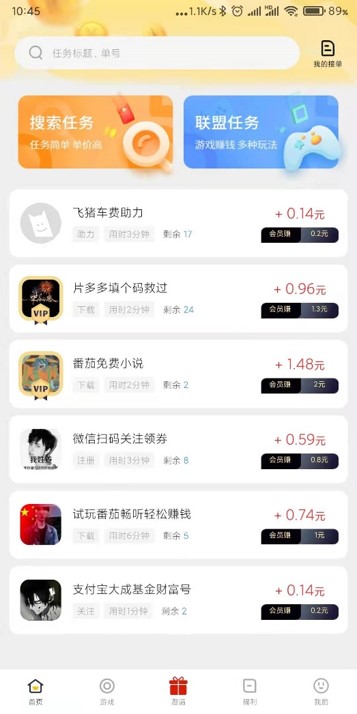 10:45
...1.1K/s
89%
任务标题、单号
我的接单
搜索任务
任务简单 单价高
联盟任务
游戏赚钱 多种玩法
飞猪车费助力
+ 0.14元
助力 用时3分钟 剩余 17
会员赚 0.2元
片多多填个码救过
+ 0.96元
VIP
下载 用时2分钟 剩余 24
会员赚 1.3元
番茄免费小说
+ 1.48元
VIP
下载 用时2分钟 剩余 2
会员赚 2元
微信扫码关注领券
+ 0.59元
注册 用时3分钟 剩余 8
会员赚 0.8元
试玩番茄畅听轻松赚钱
+ 0.74元
下载 用时6分钟 剩余 5
会员赚 1元
支付宝大成基金财富号
+ 0.14元
关注 用时1分钟 剩余 2
会员赚 0.2元
首页
游戏
邀请
福利
我的